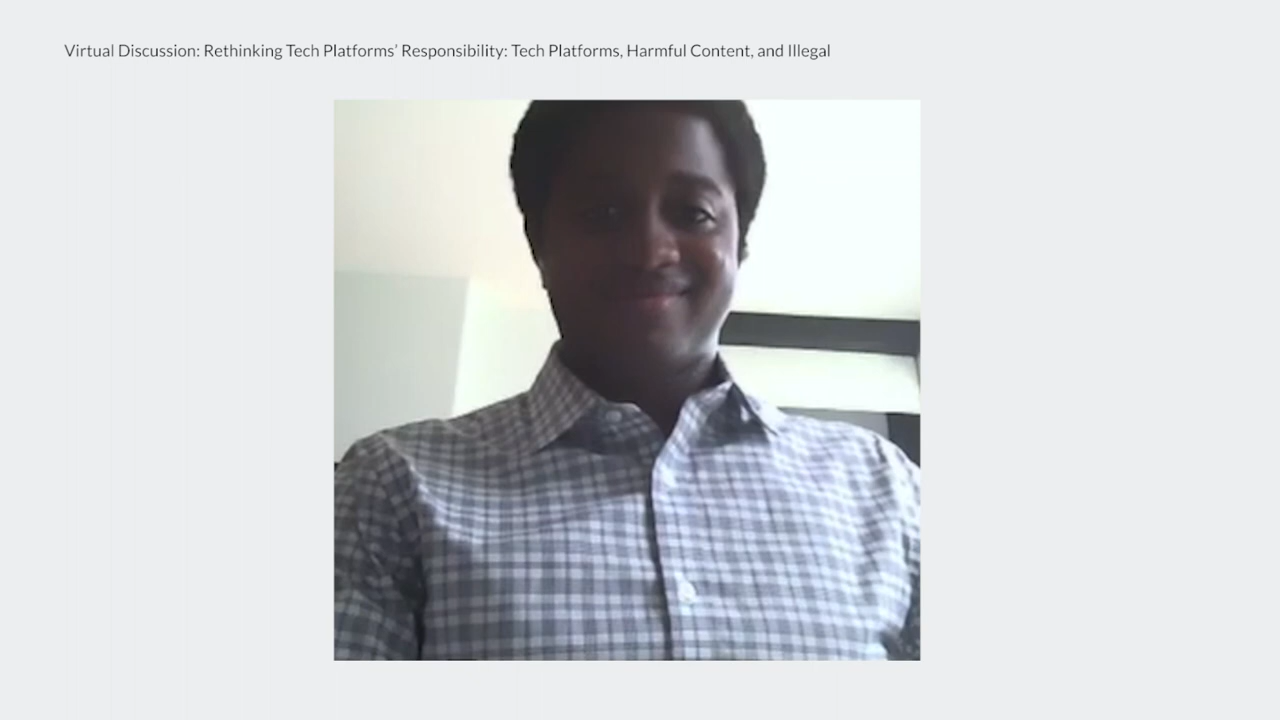 Virtual Discussion: Rethinking Tech Platforms’ Responsibility: Tech Platforms, Harmful Content, and Illegal